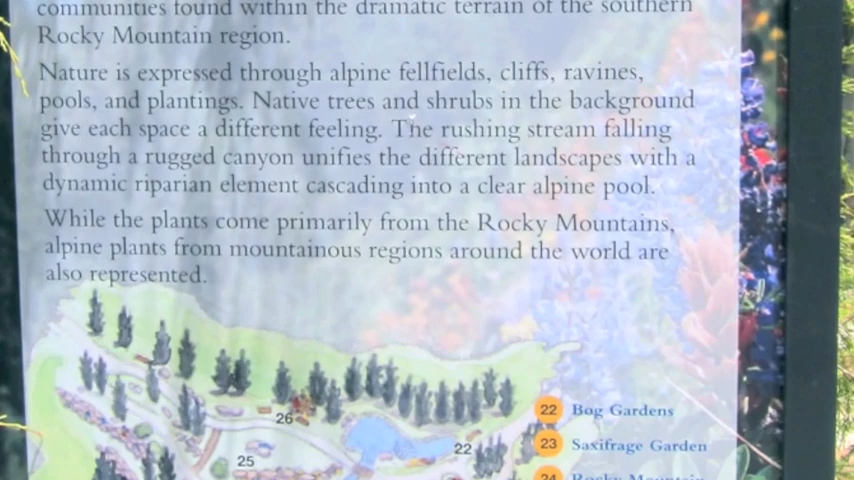 communities found within the dramatic terrain of the southern
Rocky Mountain region.
Nature is expressed through alpine fellfields, cliffs, ravines,
pools, and plantings. Native trees and shrubs in the background
give each space a different feeling. The rushing stream falling
through a rugged canyon unifies the different landscapes with a
dynamic riparian element cascading into a clear alpine pool.
While the plants come primarily from the Rocky Mountains,
alpine plants from mountainous regions around the world are
also represented.
26
22
25
22 Bog Gardens
23 Saxifrage Garden
24 Rocky Mountain